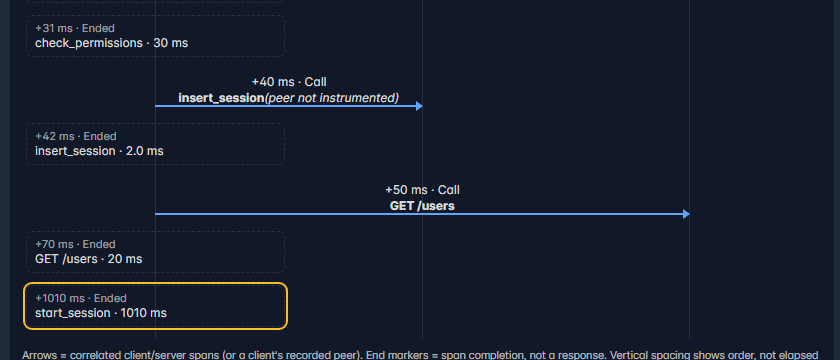 +31 ms · Ended
check_permissions · 30 ms
+40 ms · Call
insert_session(peer not instrumented)
+42 ms · Ended
insert_session · 2.0 ms
+50 ms · Call
GET /users
+70 ms · Ended
GET /users · 20 ms
+1010 ms · Ended
start_session · 1010 ms
Arrows = correlated client/server spans (or a client's recorded peer). End markers = span completion, not a response. Vertical spacing shows order, not elapsed